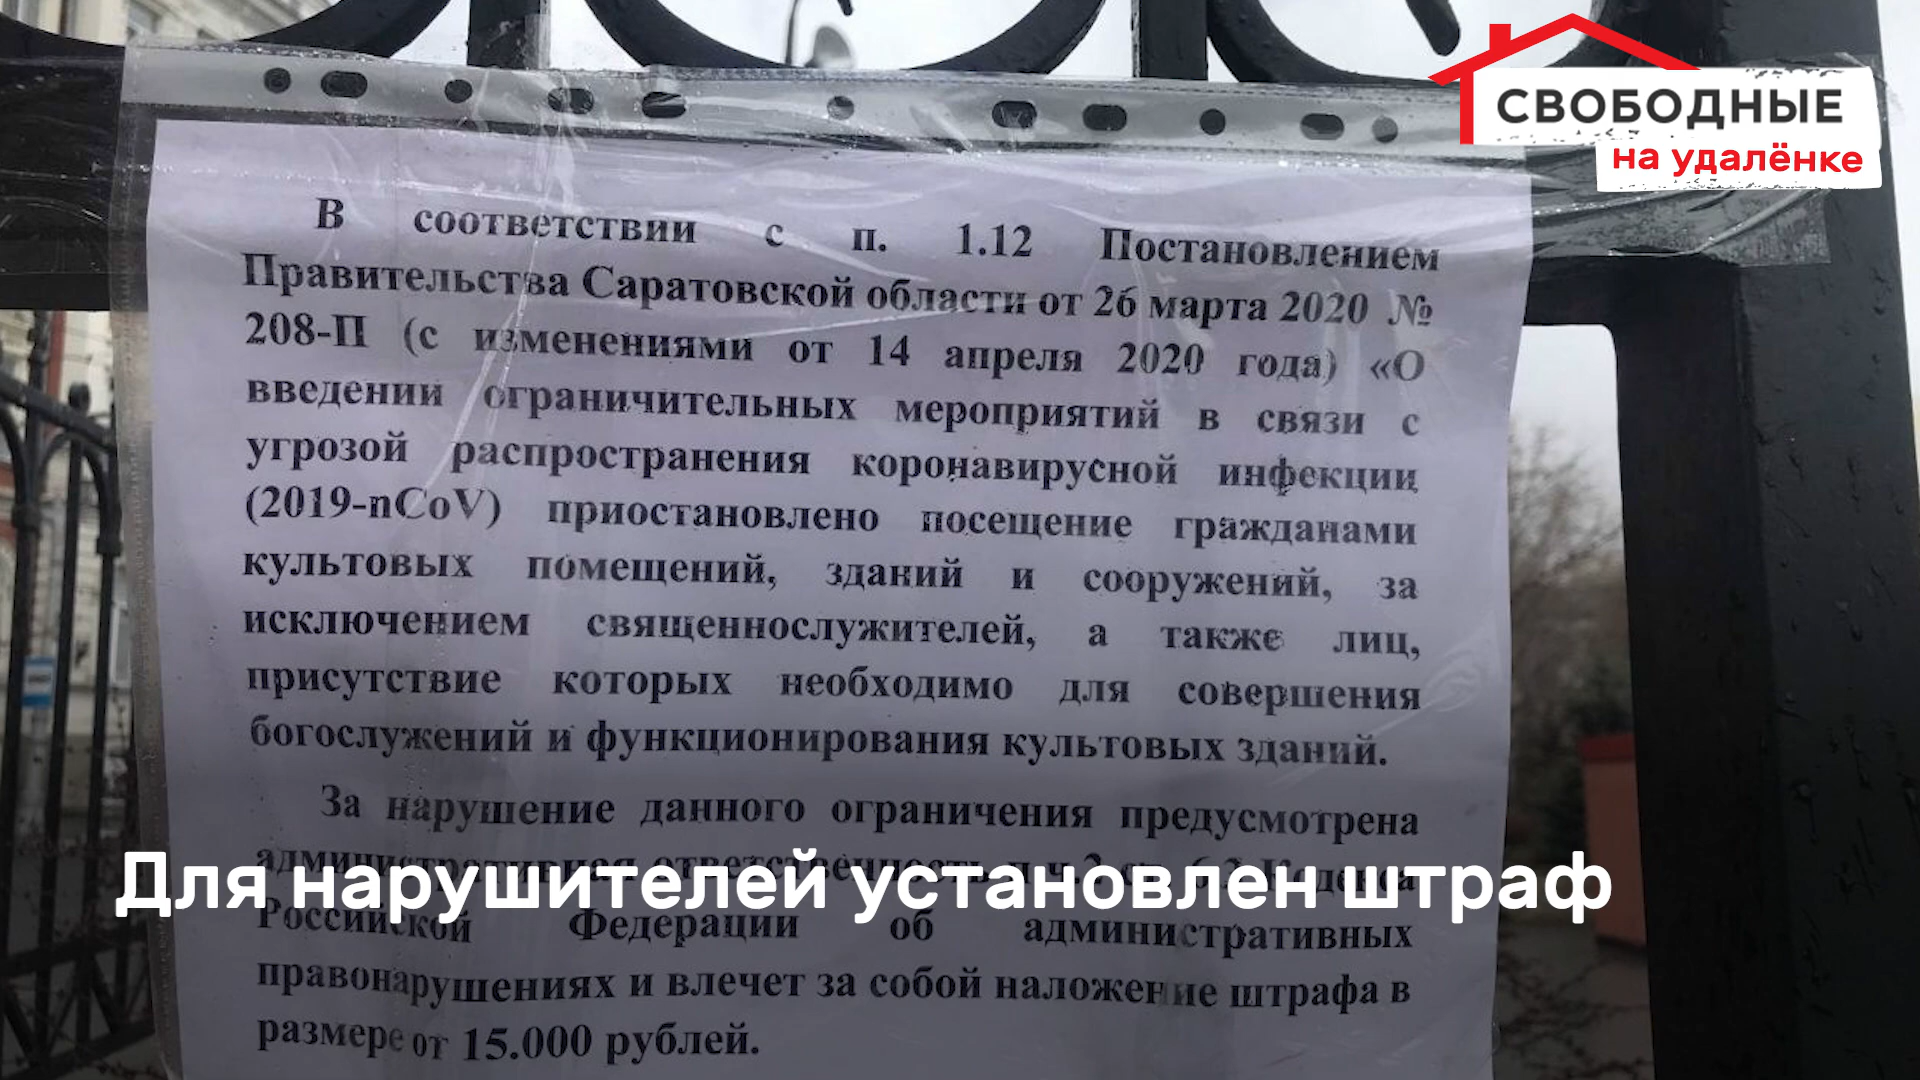 СВОБОДНЫЕ
на удалёнке
В соответствии с п. 1.12 Постановлением
Правительства Саратовской области от 26 марта 2020 №
208-П (с изменениями от 14 апреля 2020 года) «О
введении ограничительных мероприятий в связи с
угрозой распространения коронавирусной инфекции
(2019-nCoV) приостановлено посещение гражданами
культовых помещений, зданий и сооружений, за
исключением священнослужителей, а также лиц,
присутствие которых необходимо для совершения
богослужений и функционирования культовых зданий.
За нарушение данного ограничения предусмотрена
административная ответственность Кодекса
Для нарушителей установлен штраф
Российской Федерации об административных
правонарушениях и влечет за собой наложение штрафа в
размере от 15.000 рублей.